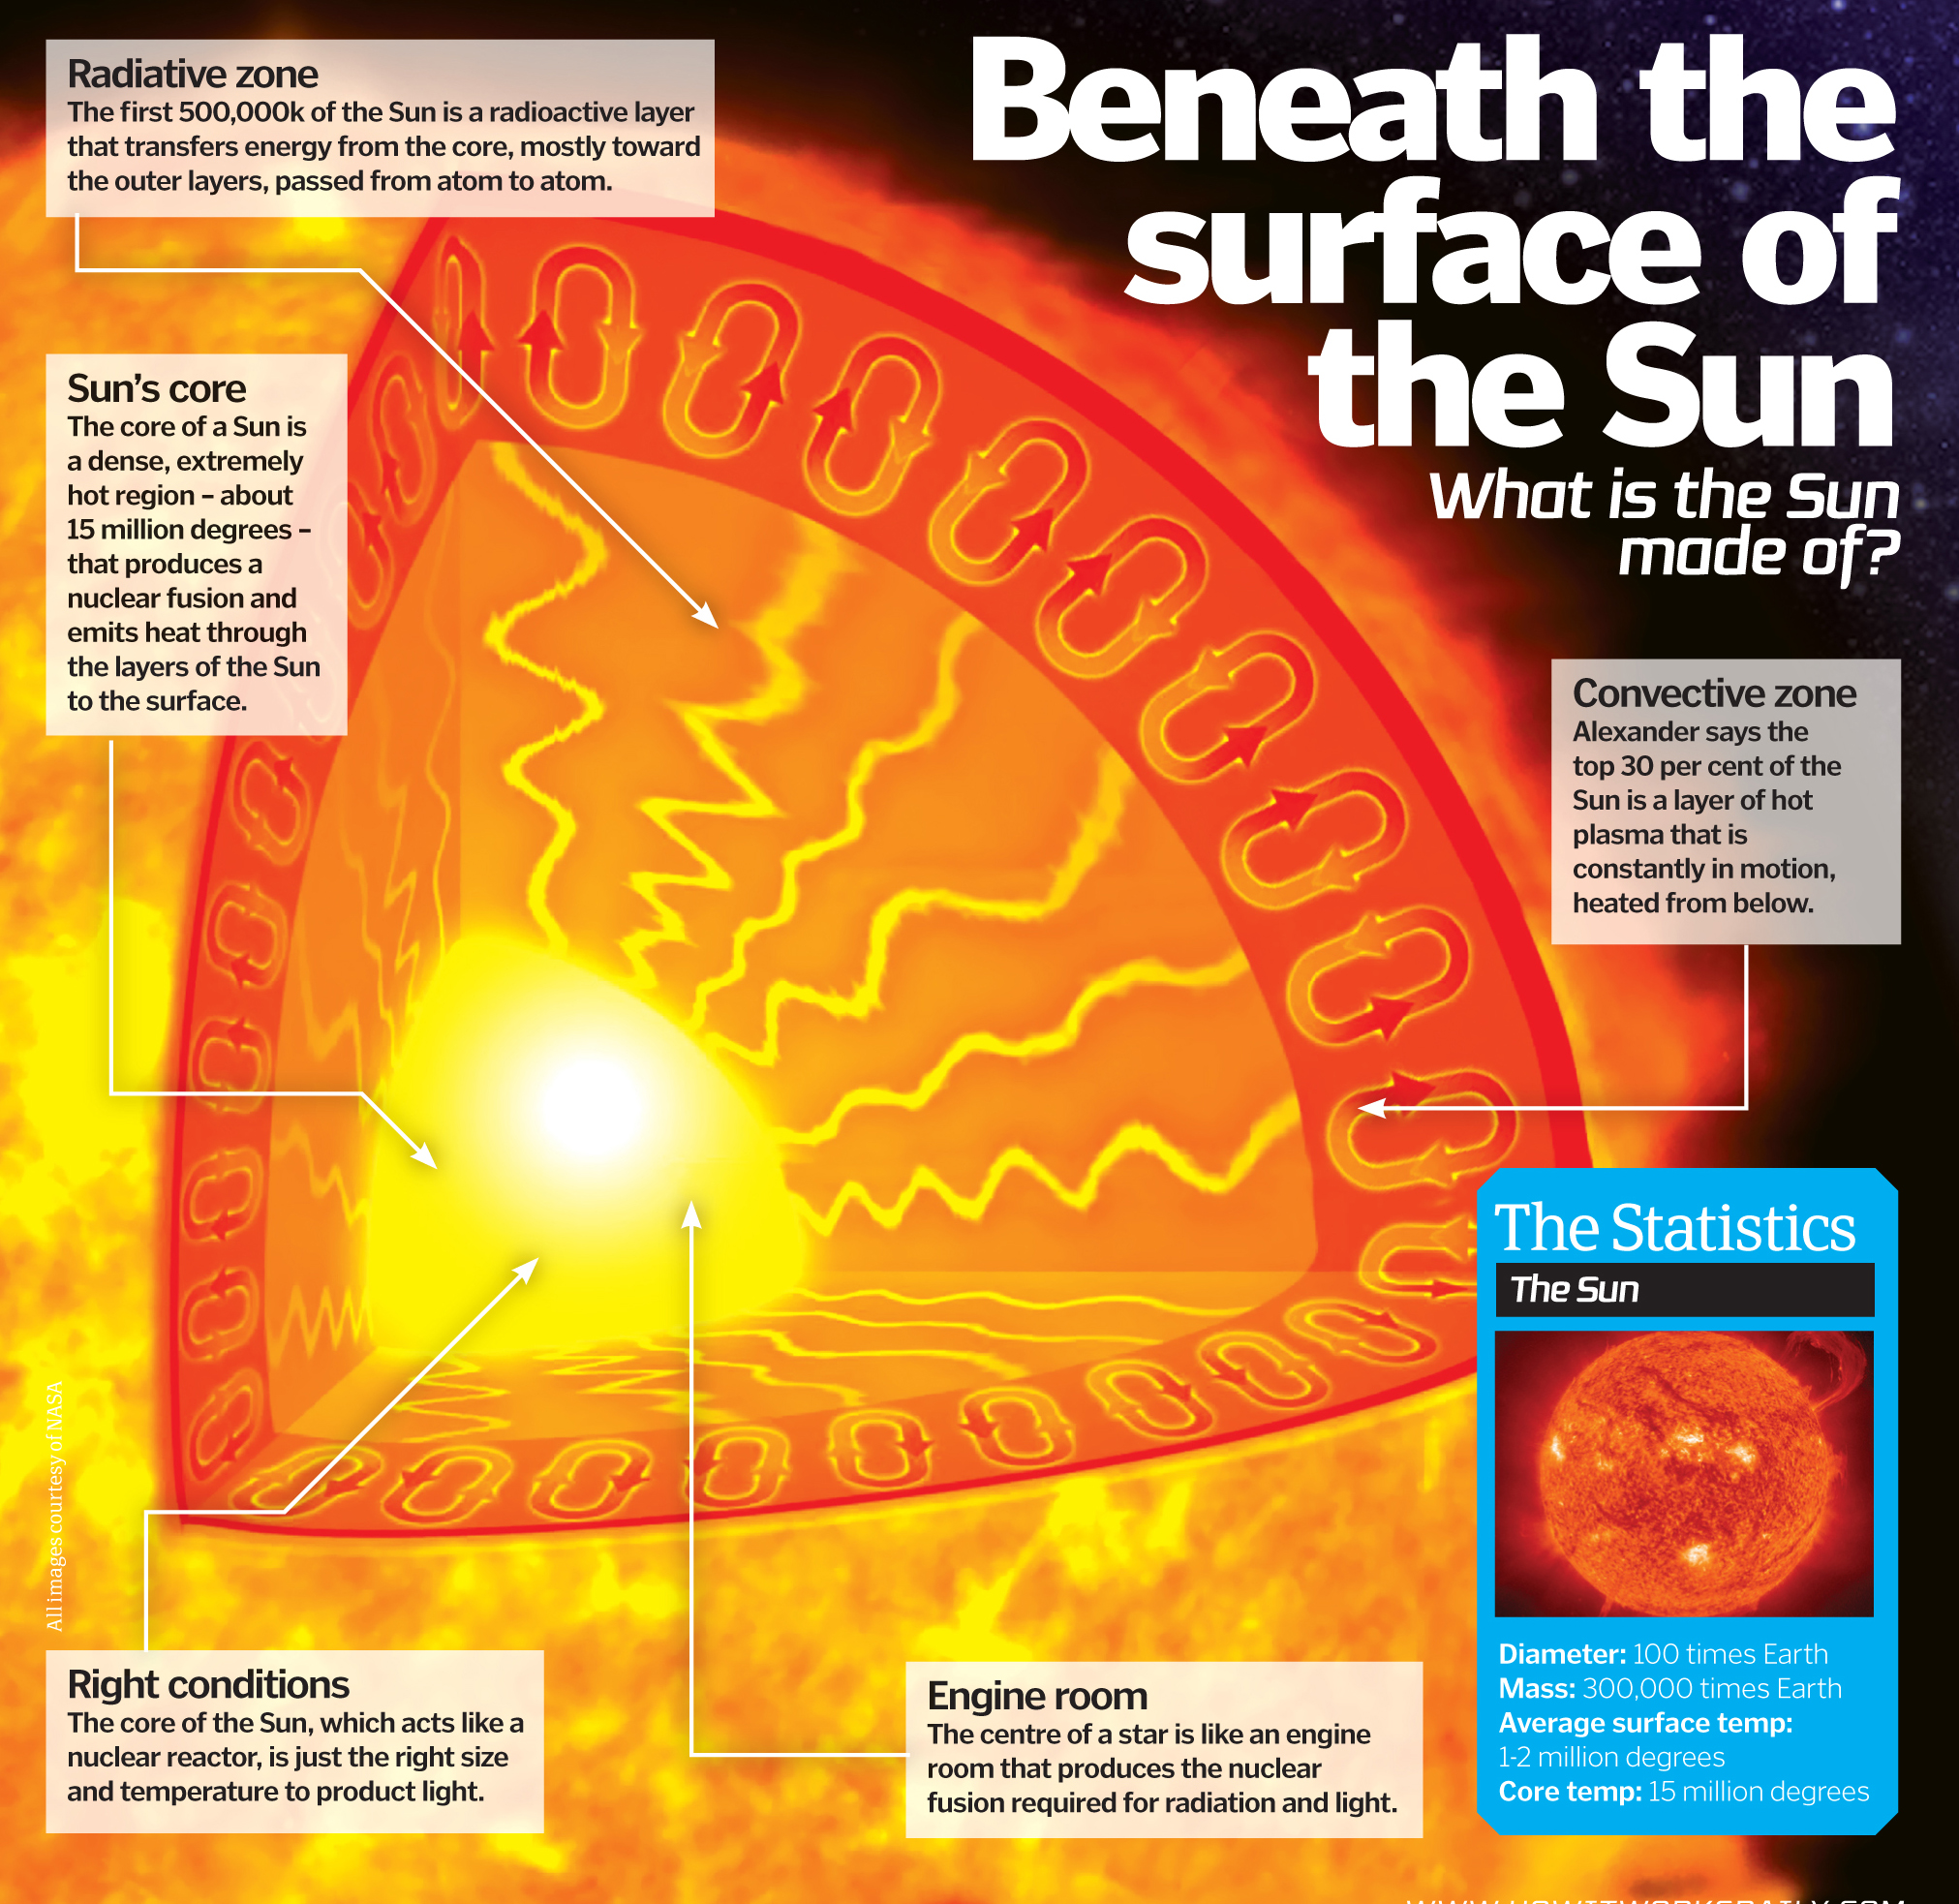 Beneath the
surface of
the Sun
What is the Sun
made of?
Radiative zone
The first 500,000k of the Sun is a radioactive layer
that transfers energy from the core, mostly toward
the outer layers, passed from atom to atom.
Sun's core
The core of a Sun is
a dense, extremely
hot region – about
15 million degrees –
that produces a
nuclear fusion and
emits heat through
the layers of the Sun
to the surface.
Convective zone
Alexander says the
top 30 per cent of the
Sun is a layer of hot
plasma that is
constantly in motion,
heated from below.
Right conditions
The core of the Sun, which acts like a
nuclear reactor, is just the right size
and temperature to product light.
Engine room
The centre of a star is like an engine
room that produces the nuclear
fusion required for radiation and light.
The Statistics
The Sun
Diameter: 100 times Earth
Mass: 300,000 times Earth
Average surface temp:
1-2 million degrees
Core temp: 15 million degrees
All images courtesy of NASA
WWW.HOWITWORKSDAILY.COM